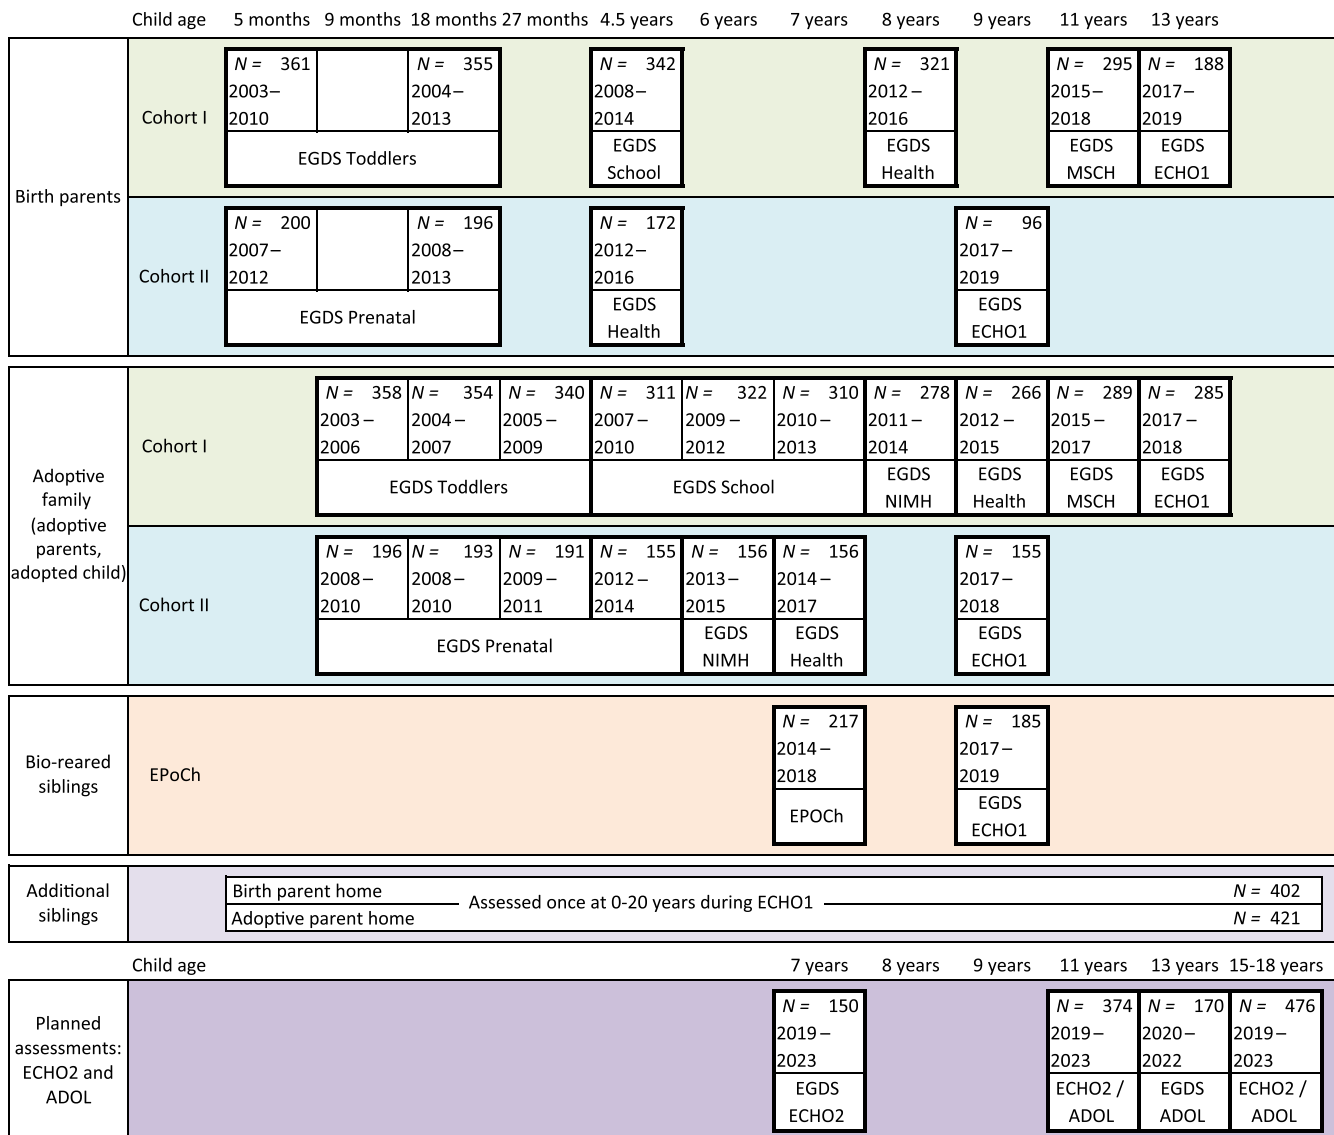 Child age 5 months 9 months 18 months 27 months 4.5 years 6 years 7 years 8 years 9 years 11 years 13 years
Birth parents
Cohort I
N = 361 N = 355 N = 342 N = 321 N = 295 N = 188
2003– 2004– 2008– 2012– 2015– 2017–
2010 2013 2014 2016 2018 2019
EGDS Toddlers
EGDS EGDS EGDS EGDS
School Health MSCH ECHO1
Cohort II
N = 200 N = 196 N = 172 N = 96
2007– 2008– 2012– 2017–
2012 2013 2016 2019
EGDS Prenatal
EGDS EGDS
Health ECHO1
Adoptive
family
(adoptive
parents,
adopted child)
Cohort I
N = 358 N = 354 N = 340 N = 311 N = 322 N = 310 N = 278 N = 266 N = 289 N = 285
2003– 2004– 2005– 2007– 2009– 2010– 2011– 2012– 2015– 2017–
2006 2007 2009 2010 2012 2013 2014 2015 2017 2018
EGDS Toddlers EGDS School
EGDS EGDS EGDS EGDS
NIMH Health MSCH ECHO1
Cohort II
N = 196 N = 193 N = 191 N = 155 N = 156 N = 156 N = 155
2008– 2008– 2009– 2012– 2013– 2014– 2017–
2010 2010 2011 2014 2015 2017 2018
EGDS Prenatal
EGDS EGDS EGDS
NIMH Health ECHO1
Bio-reared
siblings
EPoCh
N = 217 N = 185
2014– 2017–
2018 2019
EPOCh
EGDS
ECHO1
Additional
siblings
Birth parent home N = 402
Assessed once at 0-20 years during ECHO1
Adoptive parent home N = 421
Child age 7 years 8 years 9 years 11 years 13 years 15-18 years
Planned
assessments:
ECHO2 and
ADOL
N = 150 N = 374 N = 170 N = 476
2019– 2019– 2020– 2019–
2023 2023 2022 2023
EGDS ECHO2 / EGDS ECHO2 /
ECHO2 ADOL ADOL ADOL